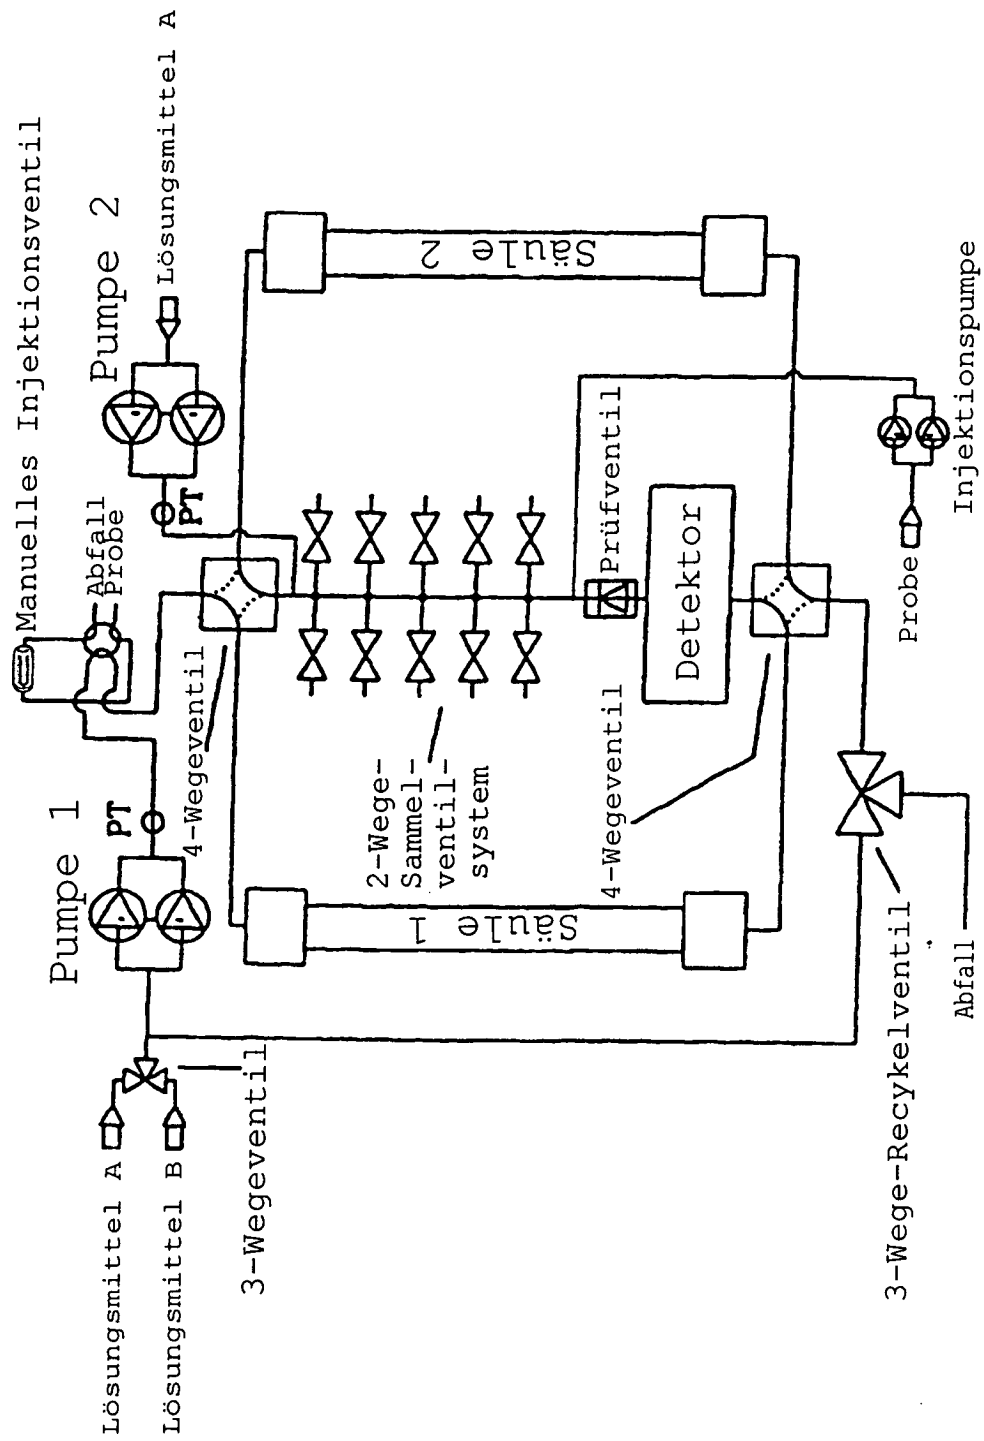 Manuelles Injektionsventil
Pumpe 2
Lösungsmittel A
Abfall
Probe
PT
Pumpe 1
PT
Lösungsmittel A
Lösungsmittel B
3-Wegeventil
4-Wegeventil
2-Wege-
Sammel-
ventil-
system
Säule 2
Säule 1
Prüfventil
Detektor
4-Wegeventil
Probe
Injektionspumpe
3-Wege-Recykelventil
Abfall